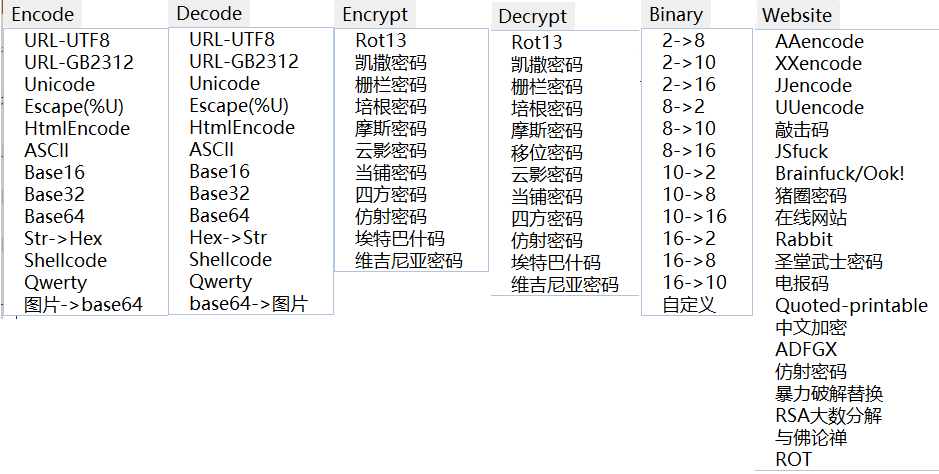 Encode
URL-UTF8
URL-GB2312
Unicode
Escape(%U)
HtmlEncode
ASCII
Base16
Base32
Base64
Str->Hex
Shellcode
Qwerty
图片->base64
Decode
URL-UTF8
URL-GB2312
Unicode
Escape(%U)
HtmlEncode
ASCII
Base16
Base32
Base64
Hex->Str
Shellcode
Qwerty
base64->图片
Encrypt
Rot13
凯撒密码
栅栏密码
培根密码
摩斯密码
云影密码
当铺密码
四方密码
仿射密码
埃特巴什码
维吉尼亚密码
Decrypt
Rot13
凯撒密码
栅栏密码
培根密码
摩斯密码
移位密码
云影密码
当铺密码
四方密码
仿射密码
埃特巴什码
维吉尼亚密码
Binary
2->8
2->10
2->16
8->2
8->10
8->16
10->2
10->8
10->16
16->2
16->8
16->10
自定义
Website
AAencode
XXencode
JJencode
UUencode
敲击码
JSfuck
Brainfuck/Ook!
猪圈密码
在线网站
Rabbit
圣堂武士密码
电报码
Quoted-printable
中文加密
ADFGX
仿射密码
暴力破解替换
RSA大数分解
与佛论禅
ROT